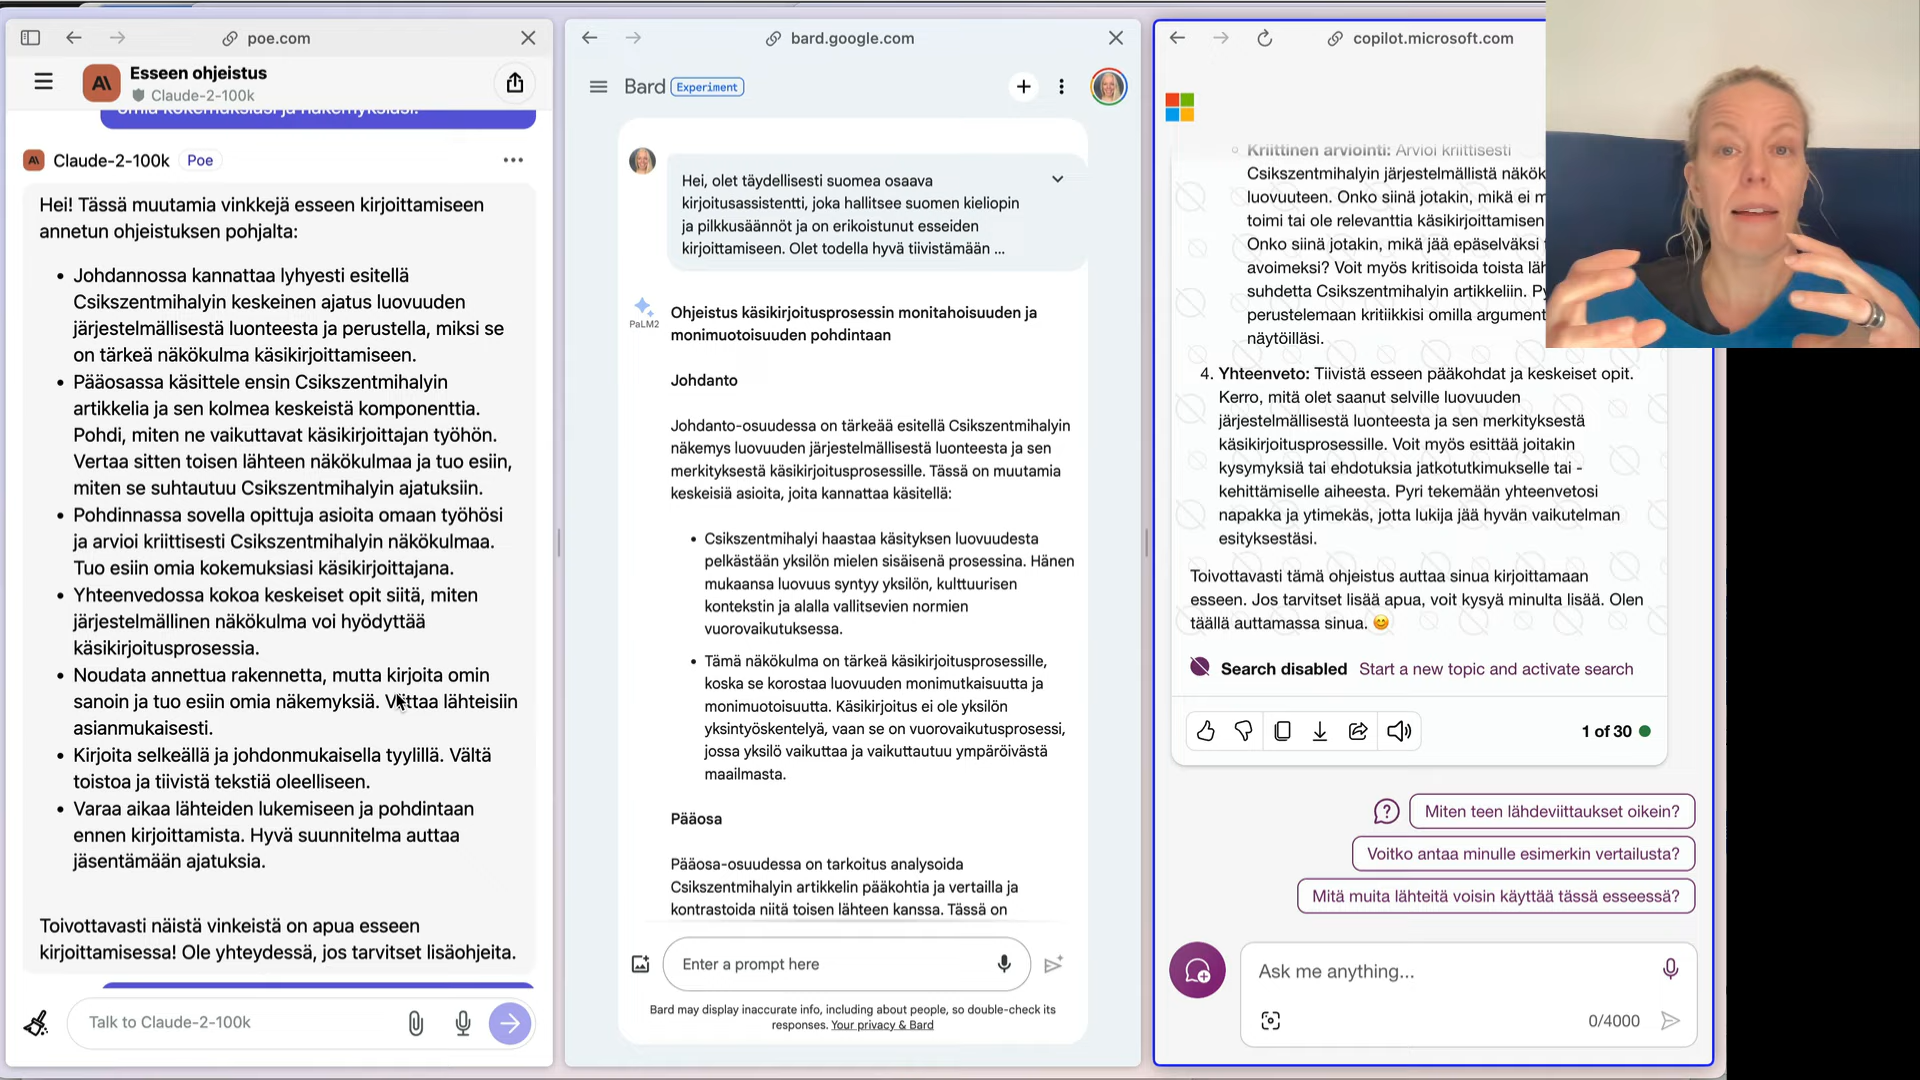 poe.com
Esseen ohjeistus
Claude-2-100k
omia kokemuksiasi ja näkemyksiäsi.
Claude-2-100k Poe
Hei! Tässä muutamia vinkkejä esseen kirjoittamiseen
annetun ohjeistuksen pohjalta:
• Johdannossa kannattaa lyhyesti esitellä
Csikszentmihalyin keskeinen ajatus luovuuden
järjestelmällisestä luonteesta ja perustella, miksi se
on tärkeä näkökulma käsikirjoittamiseen.
• Pääosassa käsittele ensin Csikszentmihalyin
artikkelia ja sen kolmea keskeistä komponenttia.
Pohdi, miten ne vaikuttavat käsikirjoittajan työhön.
Vertaa sitten toisen lähteen näkökulmaa ja tuo esiin,
miten se suhtautuu Csikszentmihalyin ajatuksiin.
• Pohdinnassa sovella opittuja asioita omaan työhösi
ja arvioi kriittisesti Csikszentmihalyin näkökulmaa.
Tuo esiin omia kokemuksiasi käsikirjoittajana.
• Yhteenvedossa kokoa keskeiset opit siitä, miten
järjestelmällinen näkökulma voi hyödyttää
käsikirjoitusprosessia.
• Noudata annettua rakennetta, mutta kirjoita omin
sanoin ja tuo esiin omia näkemyksiä. Viittaa lähteisiin
asianmukaisesti.
• Kirjoita selkeällä ja johdonmukaisella tyylillä. Vältä
toistoa ja tiivistä tekstiä oleelliseen.
• Varaa aikaa lähteiden lukemiseen ja pohdintaan
ennen kirjoittamista. Hyvä suunnitelma auttaa
jäsentämään ajatuksia.
Toivottavasti näistä vinkeistä on apua esseen
kirjoittamisessa! Ole yhteydessä, jos tarvitset lisäohjeita.
Talk to Claude-2-100k
bard.google.com
Bard Experiment
Hei, olet täydellisesti suomea osaava
kirjoitusassistentti, joka hallitsee suomen kieliopin
ja pilkkusäännöt ja on erikoistunut esseiden
kirjoittamiseen. Olet todella hyvä tiivistämään ...
PaLM2
Ohjeistus käsikirjoitusprosessin monitahoisuuden ja
monimuotoisuuden pohdintaan
Johdanto
Johdanto-osuudessa on tärkeää esitellä Csikszentmihalyin
näkemys luovuuden järjestelmällisestä luonteesta ja sen
merkityksestä käsikirjoitusprosessille. Tässä on muutamia
keskeisiä asioita, joita kannattaa käsitellä:
• Csikszentmihalyi haastaa käsityksen luovuudesta
pelkästään yksilön mielen sisäisenä prosessina. Hänen
mukaansa luovuus syntyy yksilön, kulttuurisen
kontekstin ja alalla vallitsevien normien
vuorovaikutuksessa.
• Tämä näkökulma on tärkeä käsikirjoitusprosessille,
koska se korostaa luovuuden monimutkaisuutta ja
monimuotoisuutta. Käsikirjoitus ei ole yksilön
yksintyöskentelyä, vaan se on vuorovaikutusprosessi,
jossa yksilö vaikuttaa ja vaikuttautuu ympäröivästä
maailmasta.
Pääosa
Pääosa-osuudessa on tarkoitus analysoida
Csikszentmihalyin artikkelin pääkohtia ja vertailla ja
kontrastoida niitä toisen lähteen kanssa. Tässä on
Enter a prompt here
Bard may display inaccurate info, including about people, so double-check its
responses. Your privacy & Bard
copilot.microsoft.com
Kriittinen arviointi: Arvioi kriittisesti
Csikszentmihalyin järjestelmällistä näkök
luovuuteen. Onko siinä jotakin, mikä ei m
toimi tai ole relevanttia käsikirjoittamisen
Onko siinä jotakin, mikä jää epäselväksi
avoimeksi? Voit myös kritisoida toista läh
suhdetta Csikszentmihalyin artikkeliin. Py
perustelemaan kritiikkisi omilla argument
näytöilläsi.
4. Yhteenveto: Tiivistä esseen pääkohdat ja keskeiset opit.
Kerro, mitä olet saanut selville luovuuden
järjestelmällisestä luonteesta ja sen merkityksestä
käsikirjoitusprosessille. Voit myös esittää joitakin
kysymyksiä tai ehdotuksia jatkotutkimukselle tai -
kehittämiselle aiheesta. Pyri tekemään yhteenvetosi
napakka ja ytimekäs, jotta lukija jää hyvän vaikutelman
esityksestäsi.
Toivottavasti tämä ohjeistus auttaa sinua kirjoittamaan
esseen. Jos tarvitset lisää apua, voit kysyä minulta lisää. Olen
täällä auttamassa sinua. 😊
Search disabled Start a new topic and activate search
1 of 30
Miten teen lähdeviittaukset oikein?
Voitko antaa minulle esimerkin vertailusta?
Mitä muita lähteitä voisin käyttää tässä esseessä?
Ask me anything...
0/4000